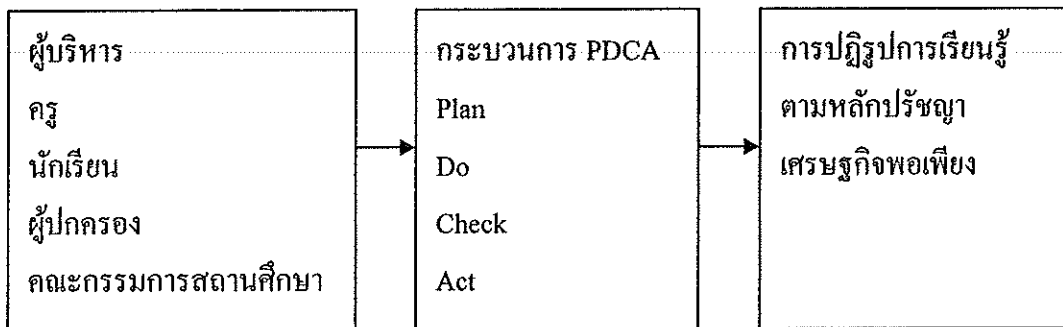 ผู้บริหาร
ครู
นักเรียน
ผู้ปกครอง
คณะกรรมการสถานศึกษา
กระบวนการ PDCA
Plan
Do
Check
Act
การปฏิรูปการเรียนรู้
ตามหลักปรัชญา
เศรษฐกิจพอเพียง